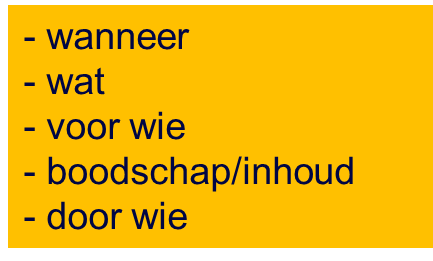 - wanneer
- wat
- voor wie
- boodschap/inhoud
- door wie